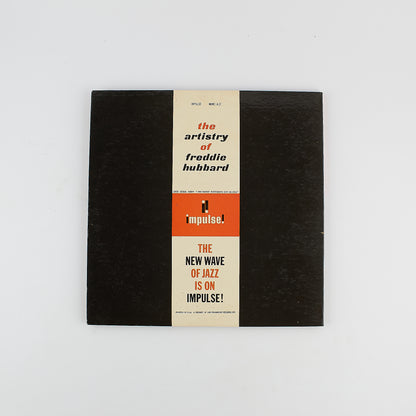 the
artistry
of
freddie
hubbard
impulse!
THE
NEW WAVE
OF JAZZ
IS ON
IMPULSE!